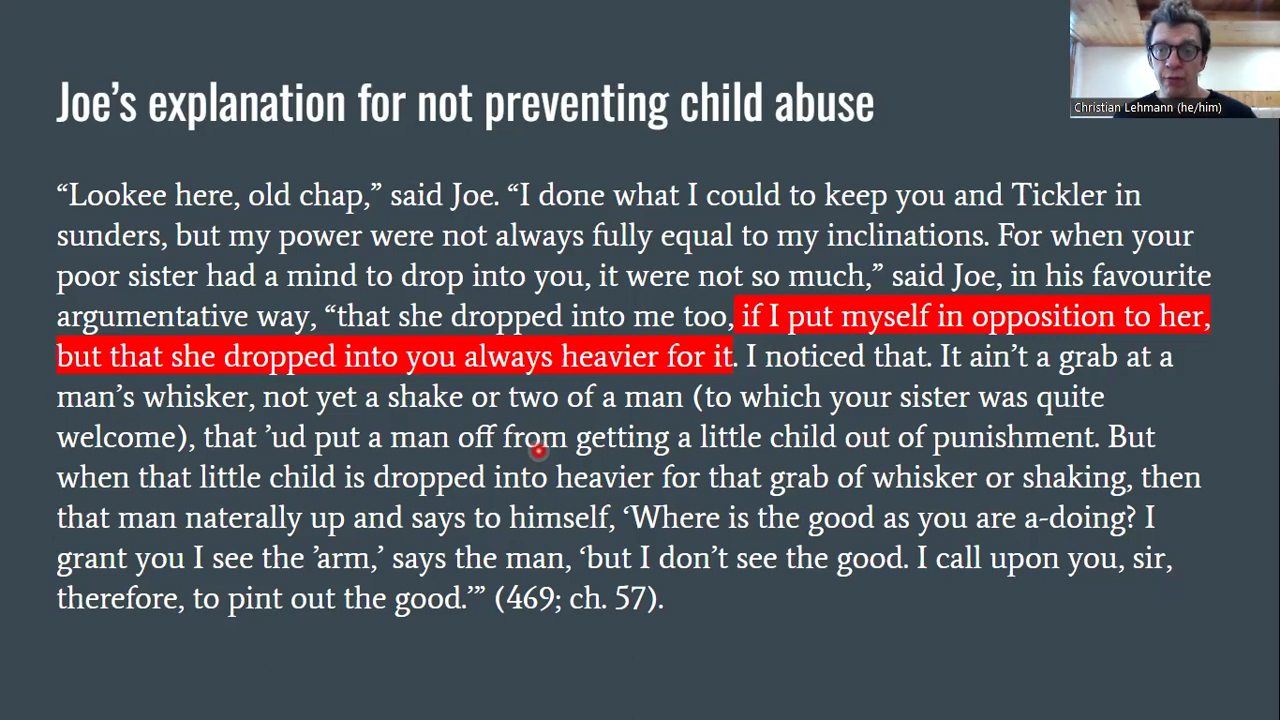 Christian Lehmann (he/him)
Joe's explanation for not preventing child abuse
“Lookee here, old chap,” said Joe. “I done what I could to keep you and Tickler in
sunders, but my power were not always fully equal to my inclinations. For when your
poor sister had a mind to drop into you, it were not so much,” said Joe, in his favourite
argumentative way, “that she dropped into me too, if I put myself in opposition to her,
but that she dropped into you always heavier for it. I noticed that. It ain’t a grab at a
man’s whisker, not yet a shake or two of a man (to which your sister was quite
welcome), that ’ud put a man off from getting a little child out of punishment. But
when that little child is dropped into heavier for that grab of whisker or shaking, then
that man naterally up and says to himself, ‘Where is the good as you are a-doing? I
grant you I see the ’arm,’ says the man, ‘but I don’t see the good. I call upon you, sir,
therefore, to pint out the good.’” (469; ch. 57).